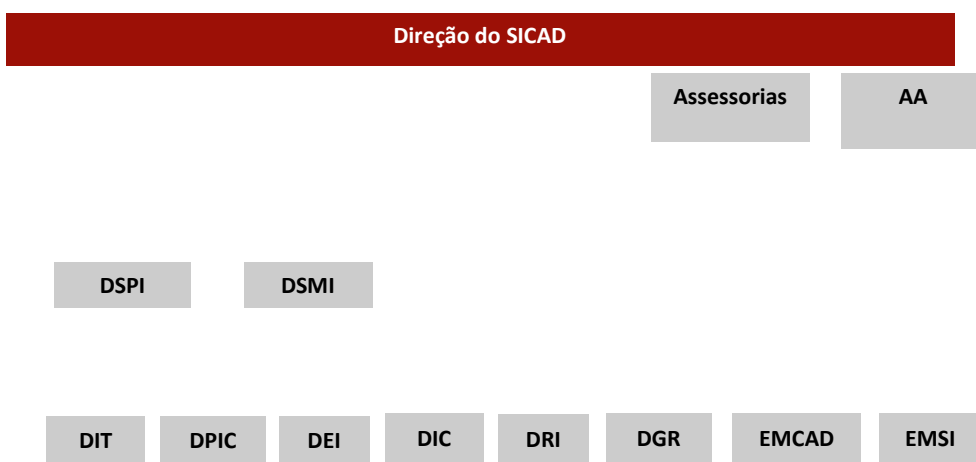 Direção do SICAD
Assessorias
AA
DSPI
DSMI
DIT
DPIC
DEI
DIC
DRI
DGR
EMCAD
EMSI